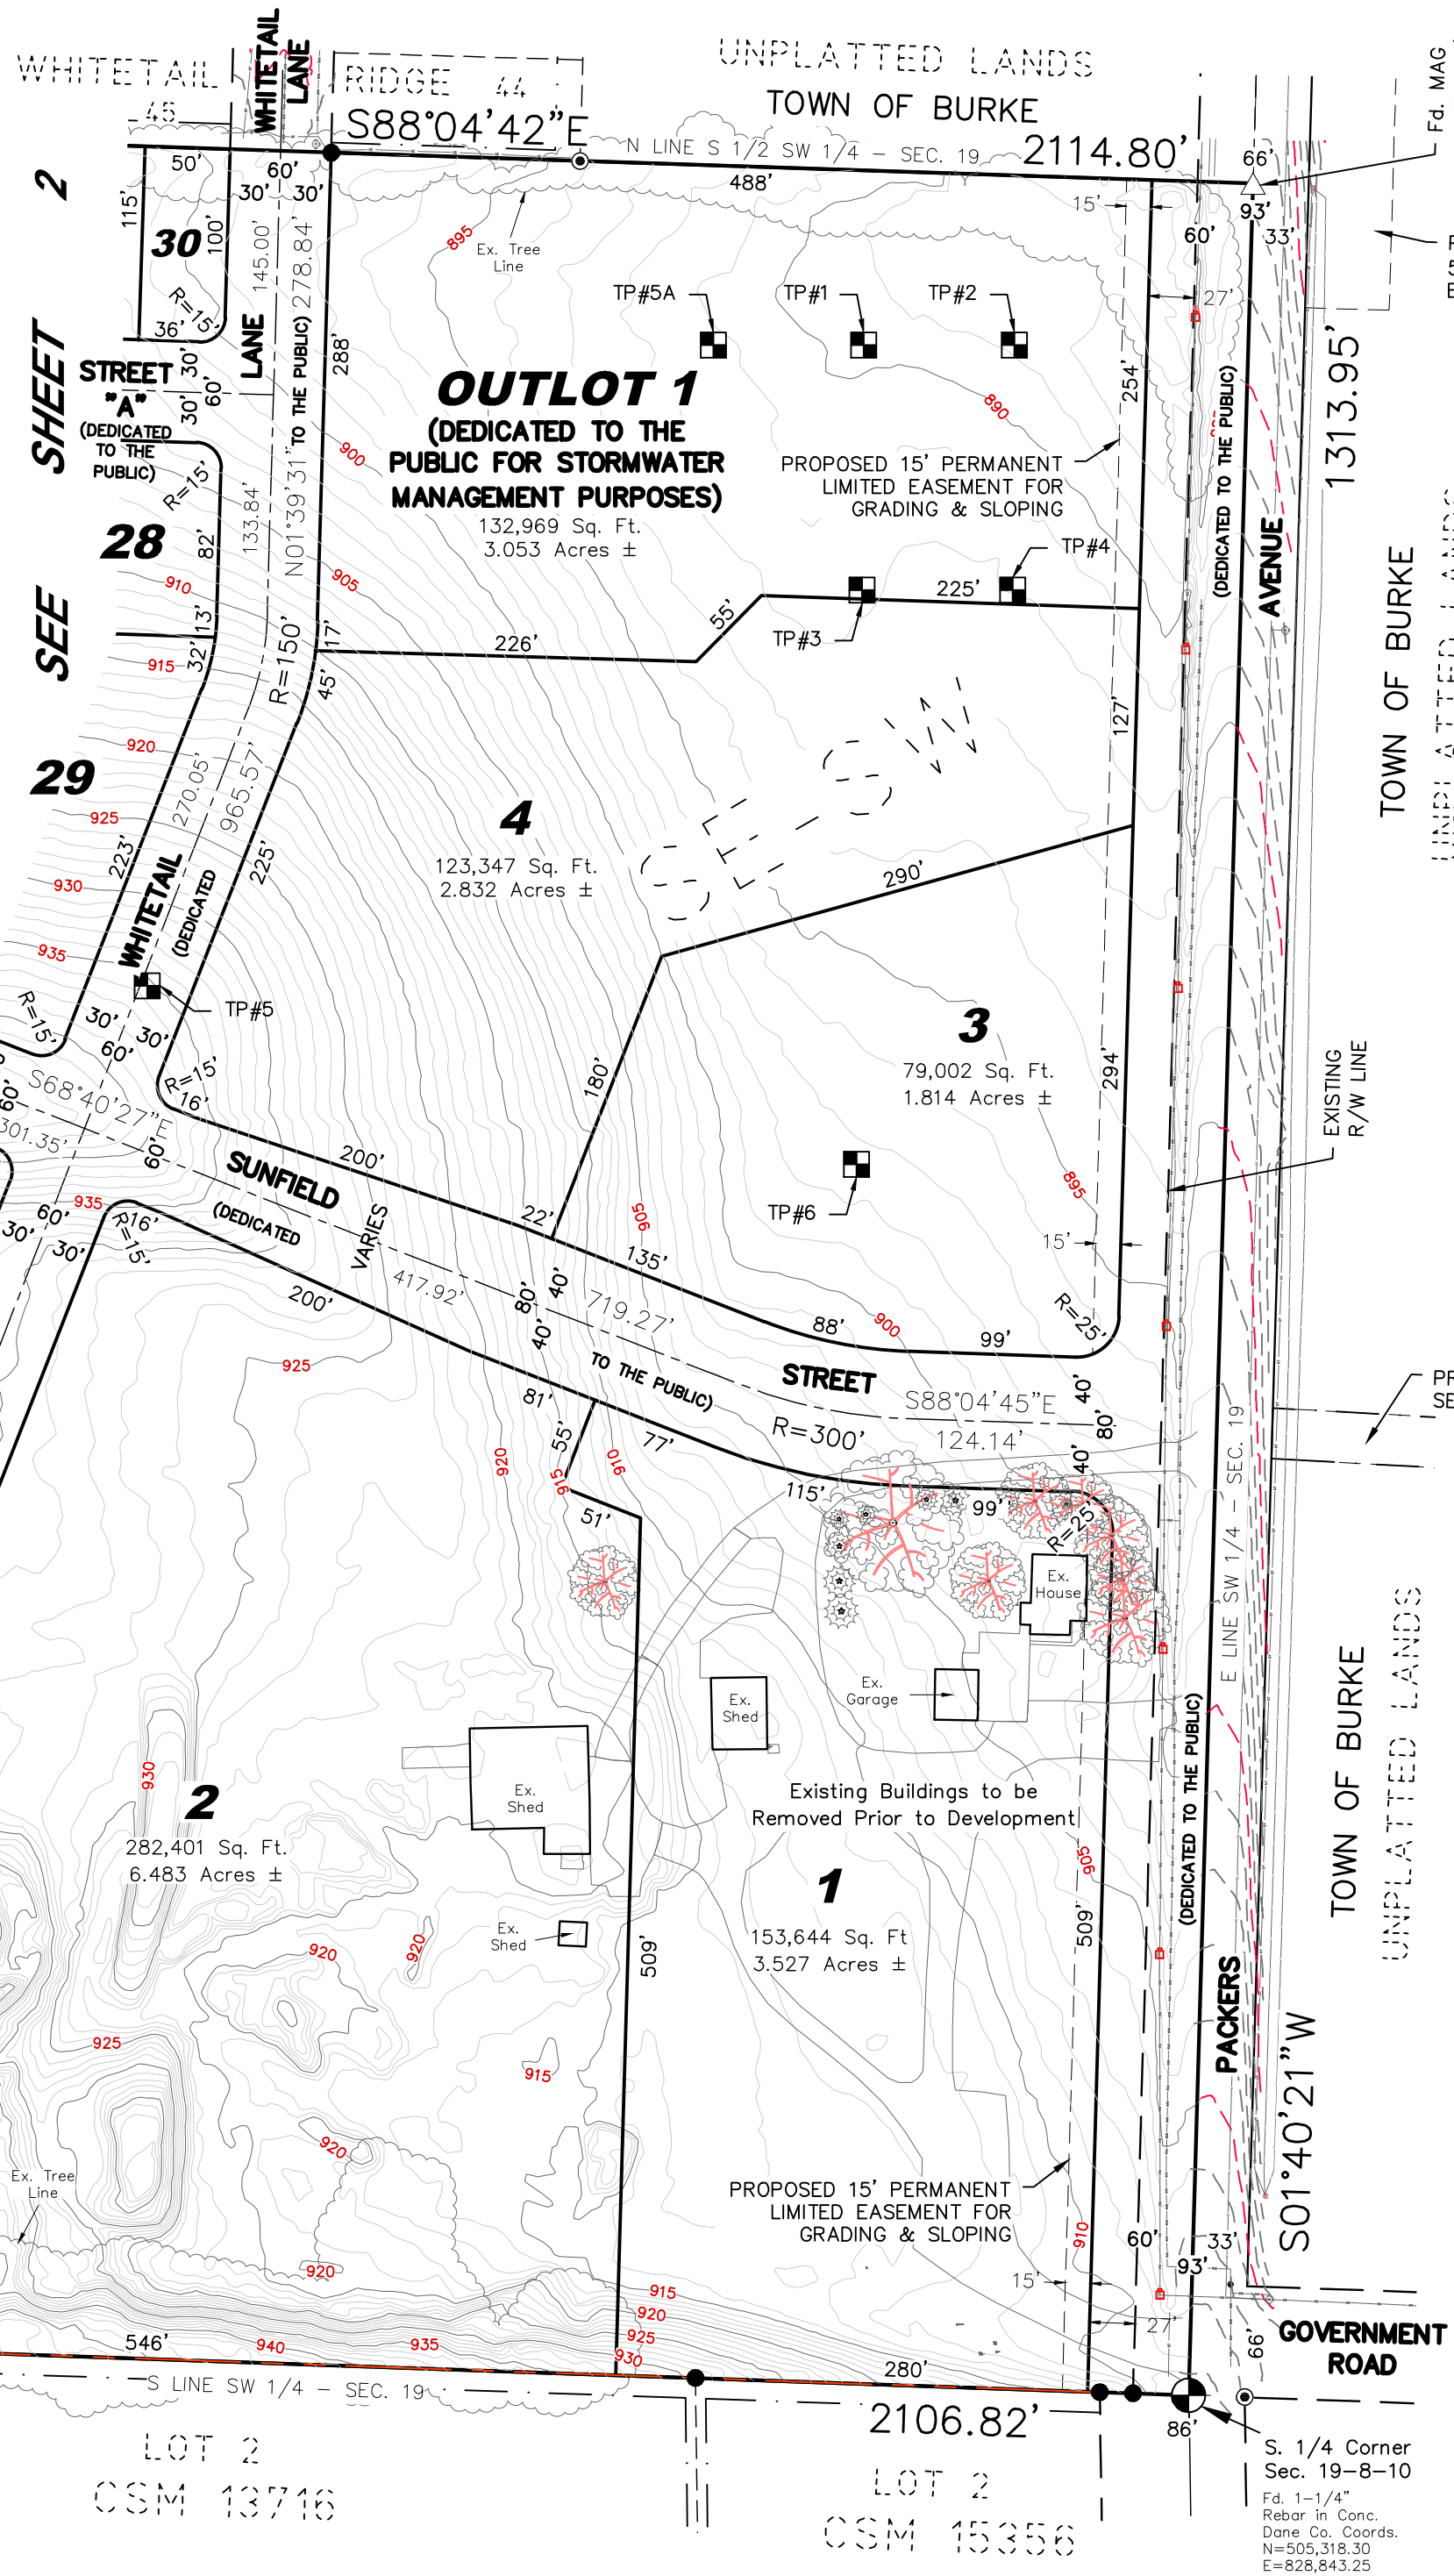 WHITETAIL
WHITETAIL
LANE
RIDGE 44
45
UNPLATTED LANDS
TOWN OF BURKE
S88°04'42"E
N LINE S 1/2 SW 1/4 - SEC. 19
2114.80'
Fd. MAG
50'
60'
30' 30'
488'
15'
66'
93'
33'
60'
27'
SEE SHEET 2
115'
30
100'
145.00'
278.84'
R=15'
36'
895
Ex. Tree
Line
TP#5A
TP#1
TP#2
STREET
"A"
(DEDICATED
TO THE
PUBLIC)
30'
30'
60'
LANE
TO THE PUBLIC)
N01°39'31"
288'
OUTLOT 1
(DEDICATED TO THE
PUBLIC FOR STORMWATER
MANAGEMENT PURPOSES)
132,969 Sq. Ft.
3.053 Acres ±
890
254'
(DEDICATED TO THE PUBLIC)
1313.95'
PROPOSED 15' PERMANENT
LIMITED EASEMENT FOR
GRADING & SLOPING
R=15'
900
28
82'
133.84'
AVENUE
TP#4
TOWN OF BURKE
905
910
13'
225'
TP#3
55'
226'
17'
915
32'
R=150'
45'
127'
920
29
270.05'
965.57'
925
4
123,347 Sq. Ft.
2.832 Acres ±
290'
223'
225'
930
WHITETAIL
(DEDICATED
935
TP#5
R=15'
30'
30'
60'
3
79,002 Sq. Ft.
1.814 Acres ±
294'
180'
EXISTING
R/W LINE
R=15'
16'
S68°40'27"E
301.35'
60'
60'
200'
SUNFIELD
(DEDICATED
VARIES
935
60'
30'
30'
16'
R=15'
22'
905
TP#6
895
135'
15'
200'
417.92'
80'
40'
40'
719.27'
88'
900
99'
R=25'
925
TO THE PUBLIC)
STREET
S88°04'45"E
124.14'
40'
80'
40'
81'
55'
77'
R=300'
920
915
910
115'
99'
R=25'
51'
Ex.
House
E LINE SW 1/4 - SEC. 19
Ex.
Shed
Ex.
Garage
TOWN OF BURKE
UNPLATTED LANDS
930
Ex.
Shed
Existing Buildings to be
Removed Prior to Development
(DEDICATED TO THE PUBLIC)
2
282,401 Sq. Ft.
6.483 Acres ±
905
1
153,644 Sq. Ft
3.527 Acres ±
509'
509'
Ex.
Shed
920
920
925
915
PACKERS
S01°40'21"W
920
Ex. Tree
Line
PROPOSED 15' PERMANENT
LIMITED EASEMENT FOR
GRADING & SLOPING
910
60'
33'
93'
920
915
15'
920
27'
925
930
546'
940
935
280'
66'
GOVERNMENT
ROAD
S LINE SW 1/4 - SEC. 19
2106.82'
86'
LOT 2
CSM 13716
LOT 2
CSM 15356
S. 1/4 Corner
Sec. 19-8-10
Fd. 1-1/4"
Rebar in Conc.
Dane Co. Coords.
N=505,318.30
E=828,843.25